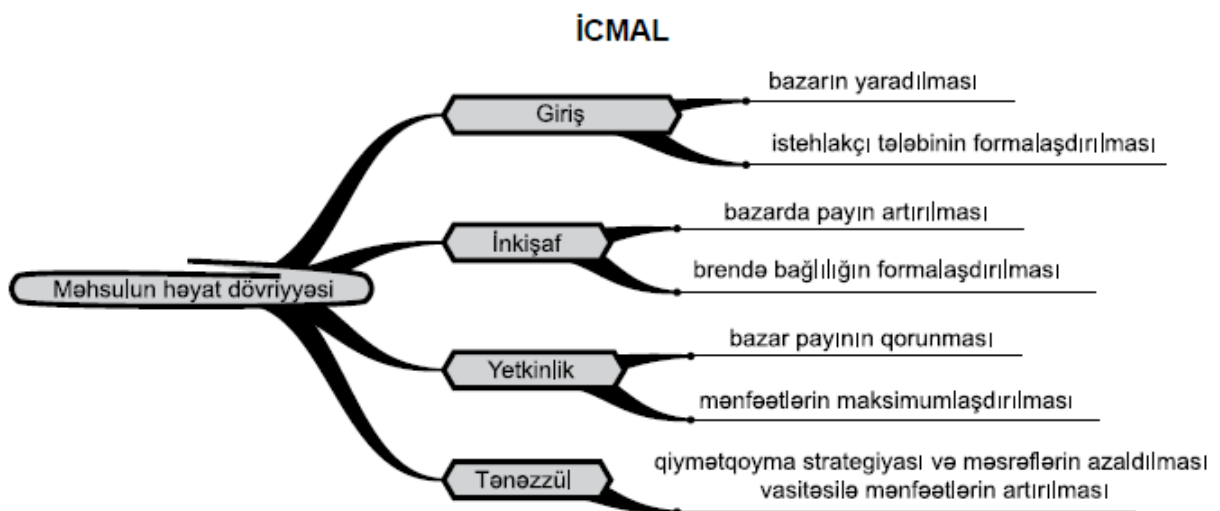 İCMAL
Məhsulun həyat dövriyyəsi
Giriş
bazarın yaradılması
istehlakçı tələbinin formalaşdırılması
İnkişaf
bazarda payın artırılması
brendə bağlılığın formalaşdırılması
Yetkinlik
bazar payının qorunması
mənfəətlərin maksimumlaşdırılması
Tənəzzül
qiymətqoyma strategiyası və məsrəflərin azaldılması
vasitəsilə mənfəətlərin artırılması